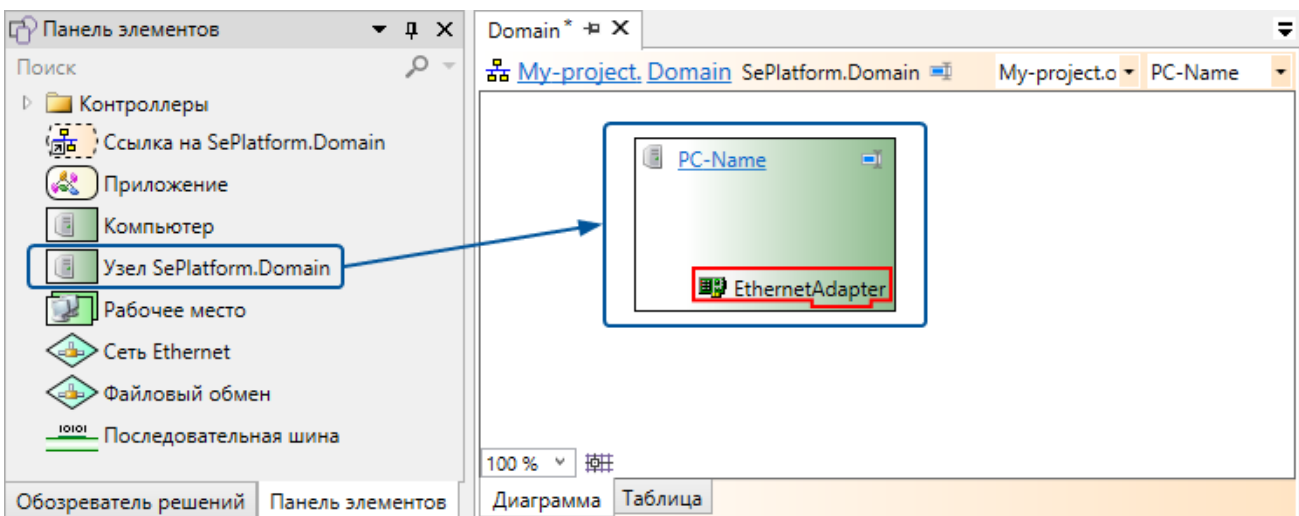 Панель элементов
Поиск
Контроллеры
Ссылка на SePlatform.Domain
Приложение
Компьютер
Узел SePlatform.Domain
Рабочее место
Сеть Ethernet
Файловый обмен
10101
Последовательная шина
Обозреватель решений Панель элементов
Domain*
My-project. Domain SePlatform.Domain My-project.o PC-Name
PC-Name
EthernetAdapter
100 %
Диаграмма Таблица